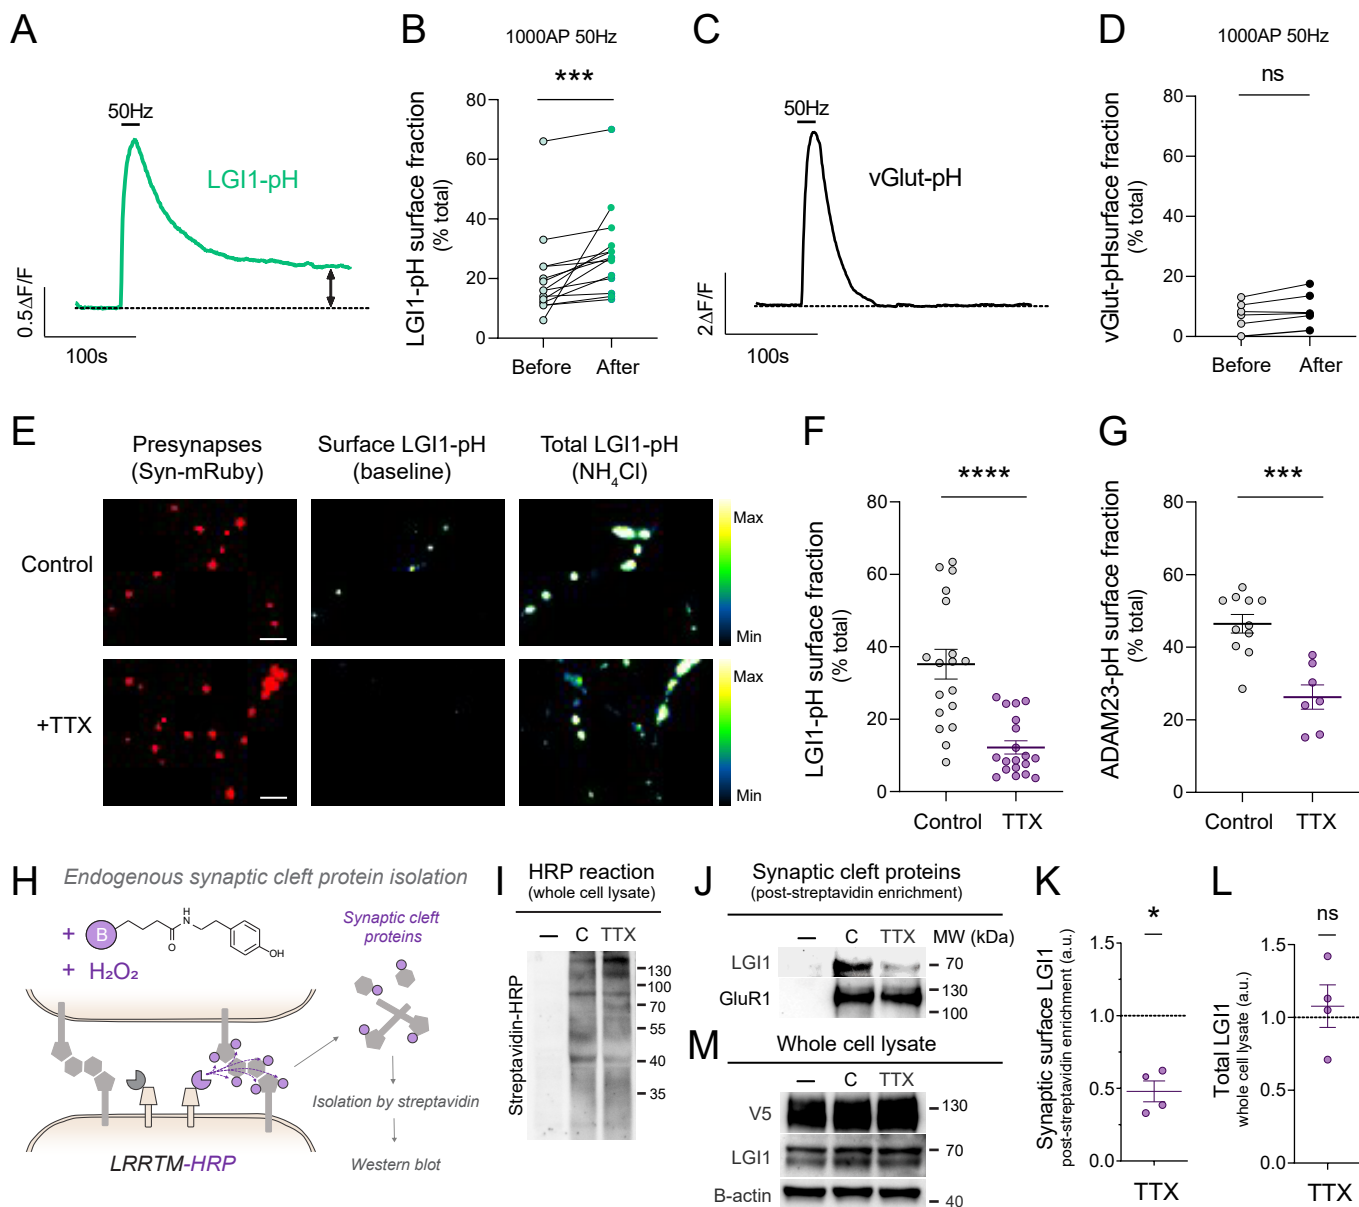 A
50Hz
LGI1-pH
0.5ΔF/F
100s
B
1000AP 50Hz
***
LGI1-pH surface fraction
(% total)
80
60
40
20
0
Before After
C
50Hz
vGlut-pH
2ΔF/F
100s
D
1000AP 50Hz
ns
vGlut-pHsurface fraction
(% total)
80
60
40
20
0
Before After
E
Presynapses
(Syn-mRuby)
Surface LGI1-pH
(baseline)
Total LGI1-pH
(NH4Cl)
Control
Max
Min
+TTX
Max
Min
F
****
LGI1-pH surface fraction
(% total)
80
60
40
20
0
Control TTX
G
***
ADAM23-pH surface fraction
(% total)
80
60
40
20
0
Control TTX
H
Endogenous synaptic cleft protein isolation
+ B
H
N
O
OH
+ H2O2
Synaptic cleft
proteins
Isolation by streptavidin
Western blot
LRRTM-HRP
I
HRP reaction
(whole cell lysate)
— C TTX
Streptavidin-HRP
130
100
70
55
40
35
J
Synaptic cleft proteins
(post-streptavidin enrichment)
— C TTX MW (kDa)
LGI1
70
GluR1
130
100
M
Whole cell lysate
— C TTX
V5
130
LGI1
70
B-actin
40
K
*
Synaptic surface LGI1
post-streptavidin enrichment (a.u.)
1.5
1.0
0.5
0.0
TTX
L
ns
Total LGI1
whole cell lysate (a.u.)
1.5
1.0
0.5
0.0
TTX